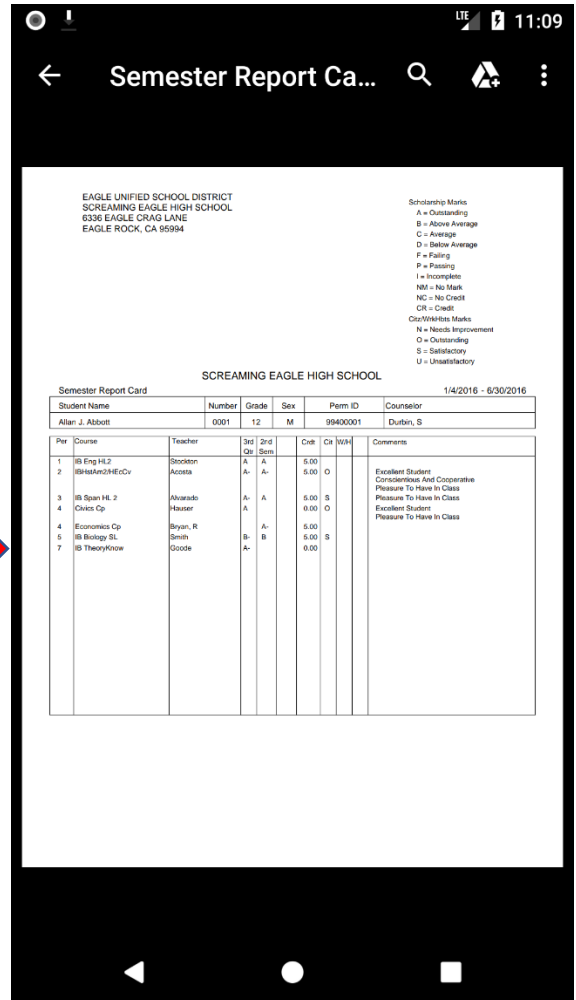 LTE 11:09
Semester Report Ca...
EAGLE UNIFIED SCHOOL DISTRICT
SCREAMING EAGLE HIGH SCHOOL
6336 EAGLE CRAG LANE
EAGLE ROCK, CA 95994
Scholarship Marks
A = Outstanding
B = Above Average
C = Average
D = Below Average
F = Failing
P = Passing
I = Incomplete
NM = No Mark
NC = No Credit
CR = Credit
Citz/WrkHbts Marks
N = Needs Improvement
O = Outstanding
S = Satisfactory
U = Unsatisfactory
SCREAMING EAGLE HIGH SCHOOL
Semester Report Card 1/4/2016 - 6/30/2016
Student Name Number Grade Sex Perm ID Counselor
Allan J. Abbott 0001 12 M 99400001 Durbin, S
Per Course Teacher 3rd 2nd Crdt Cit W/H Comments
Qtr Sem
1 IB Eng HL2 Stockton A A 5.00
2 IBHstAm2/HEcCv Acosta A- A- 5.00 O Excellent Student
Conscientious And Cooperative
Pleasure To Have In Class
3 IB Span HL 2 Alvarado A- A 5.00 S Pleasure To Have In Class
4 Civics Cp Hauser A 0.00 O Excellent Student
Pleasure To Have In Class
4 Economics Cp Bryan, R A- 5.00
5 IB Biology SL Smith B- B 5.00 S
7 IB TheoryKnow Goode A- 0.00